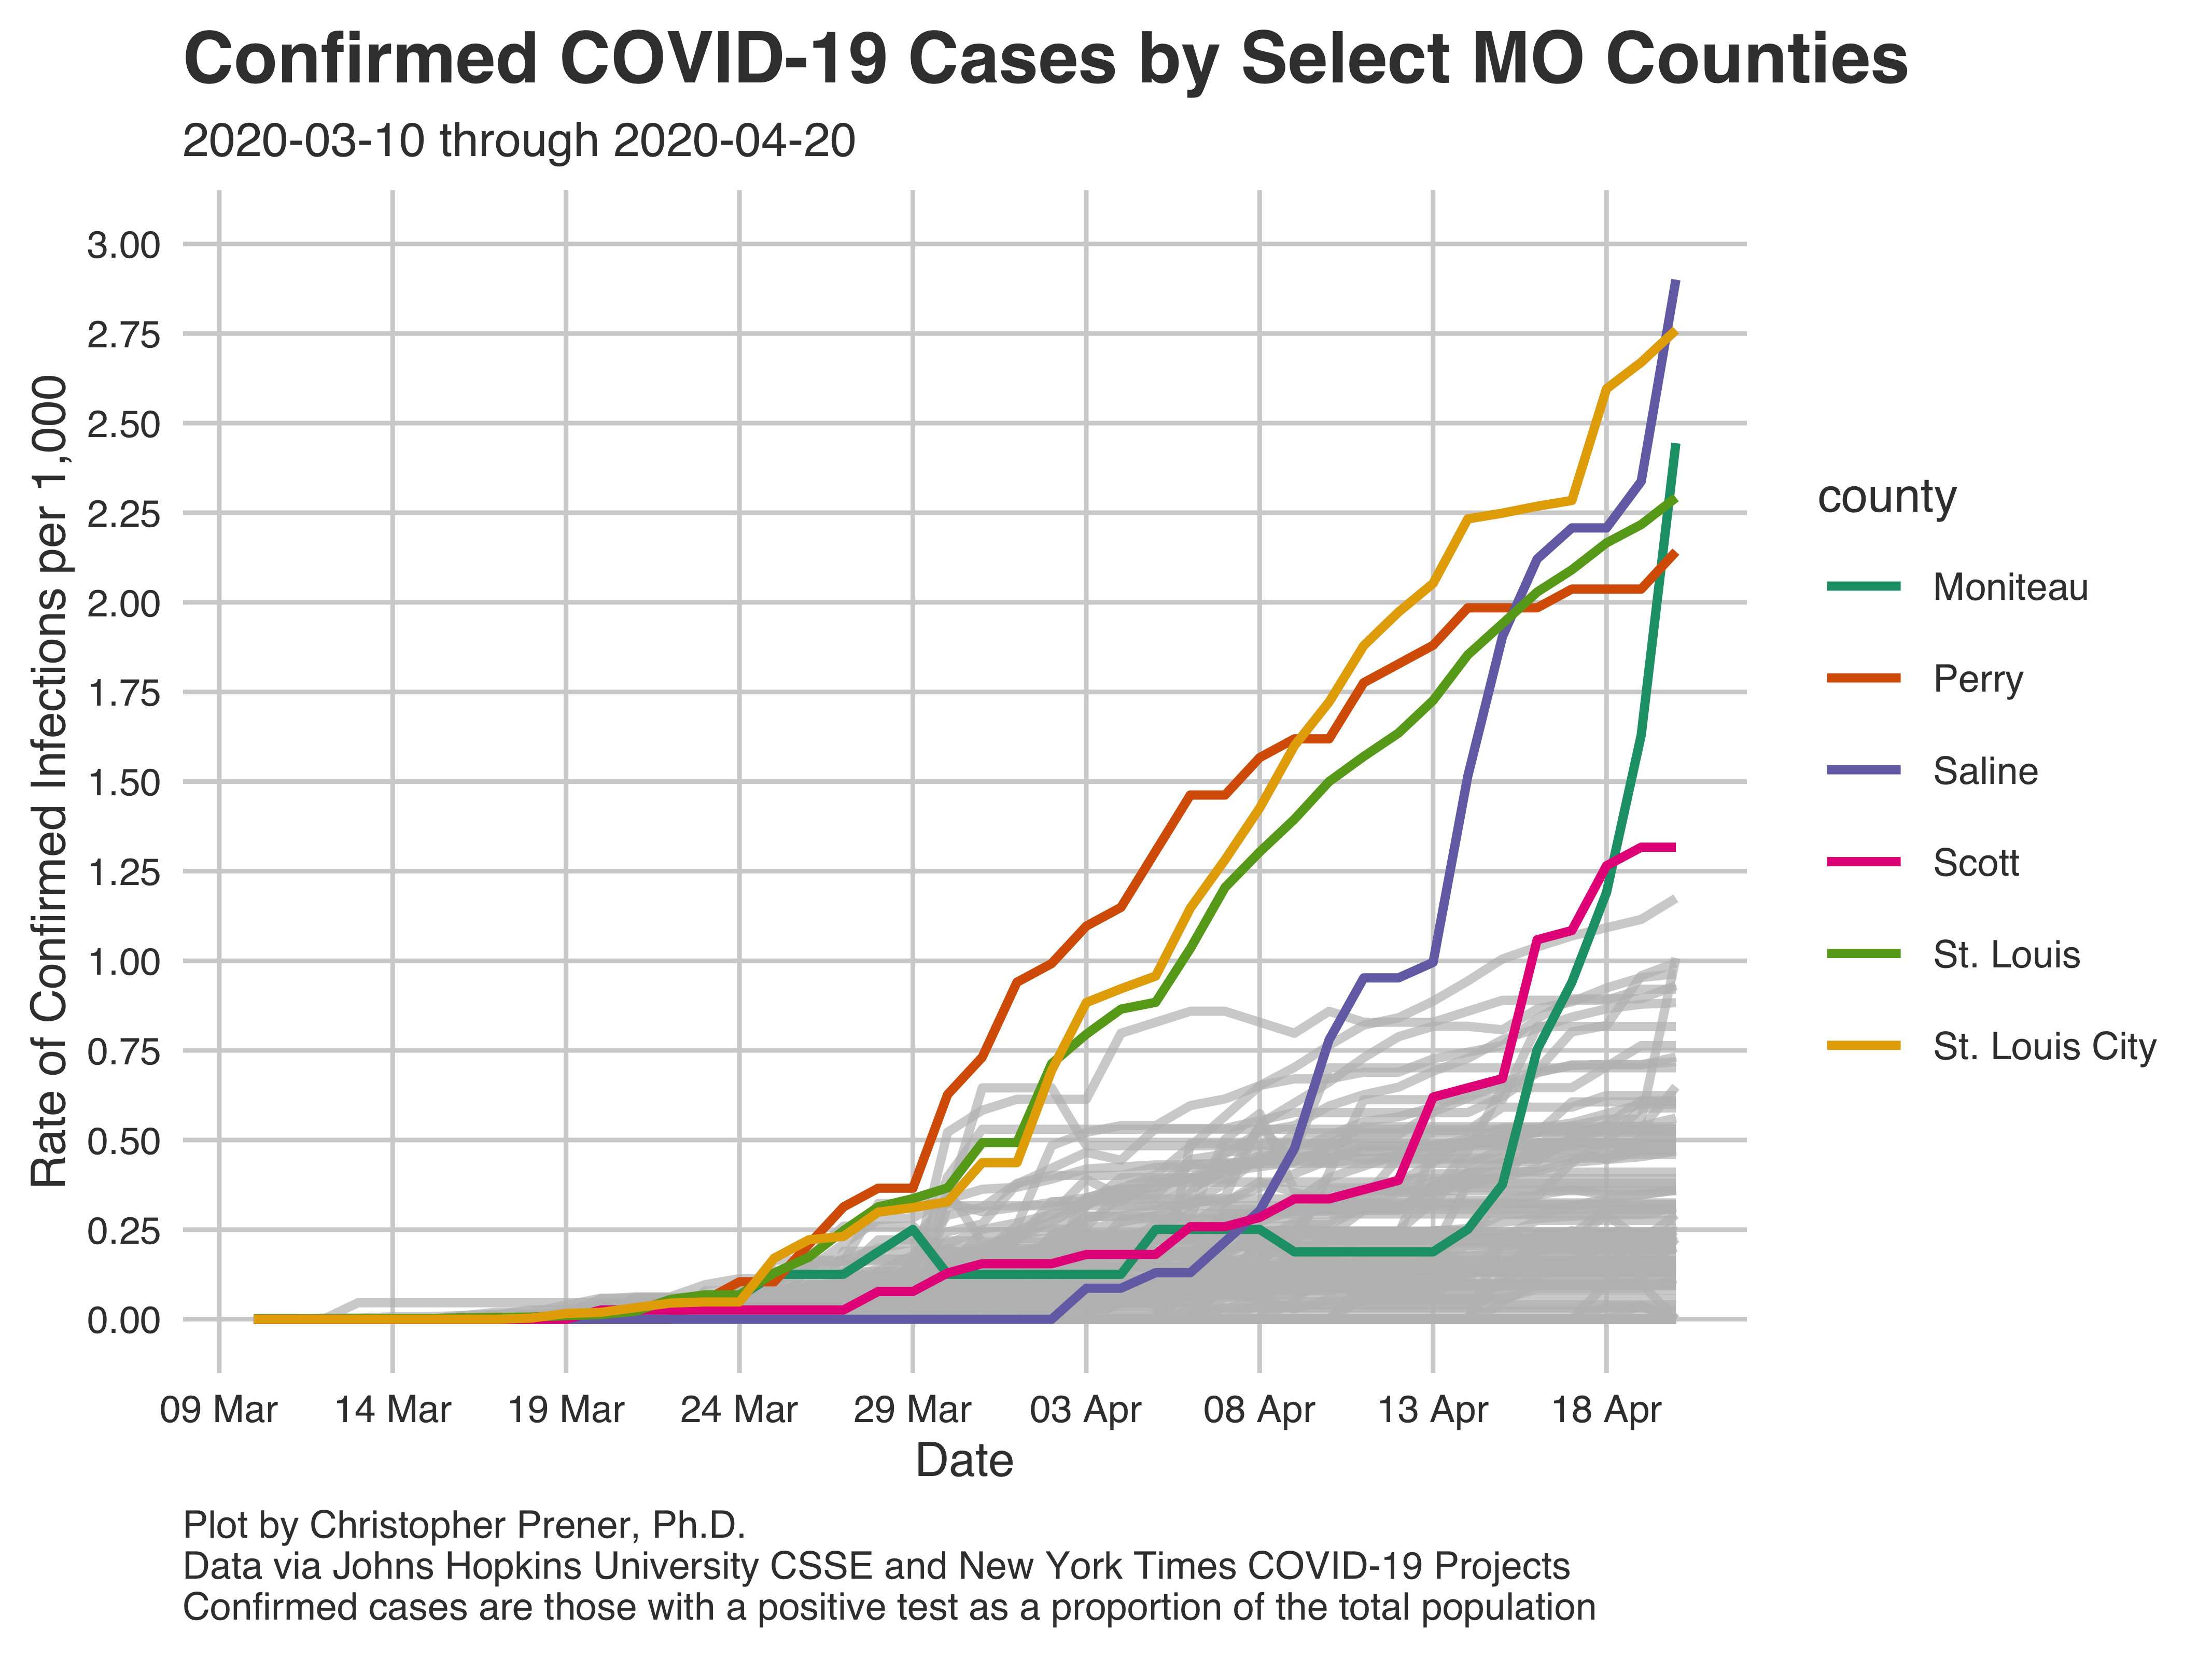 Confirmed COVID-19 Cases by Select MO Counties
2020-03-10 through 2020-04-20
Rate of Confirmed Infections per 1,000
3.00
2.75
2.50
2.25
2.00
1.75
1.50
1.25
1.00
0.75
0.50
0.25
0.00
09 Mar
14 Mar
19 Mar
24 Mar
29 Mar
03 Apr
08 Apr
13 Apr
18 Apr
Date
county
Moniteau
Perry
Saline
Scott
St. Louis
St. Louis City
Plot by Christopher Prener, Ph.D.
Data via Johns Hopkins University CSSE and New York Times COVID-19 Projects
Confirmed cases are those with a positive test as a proportion of the total population